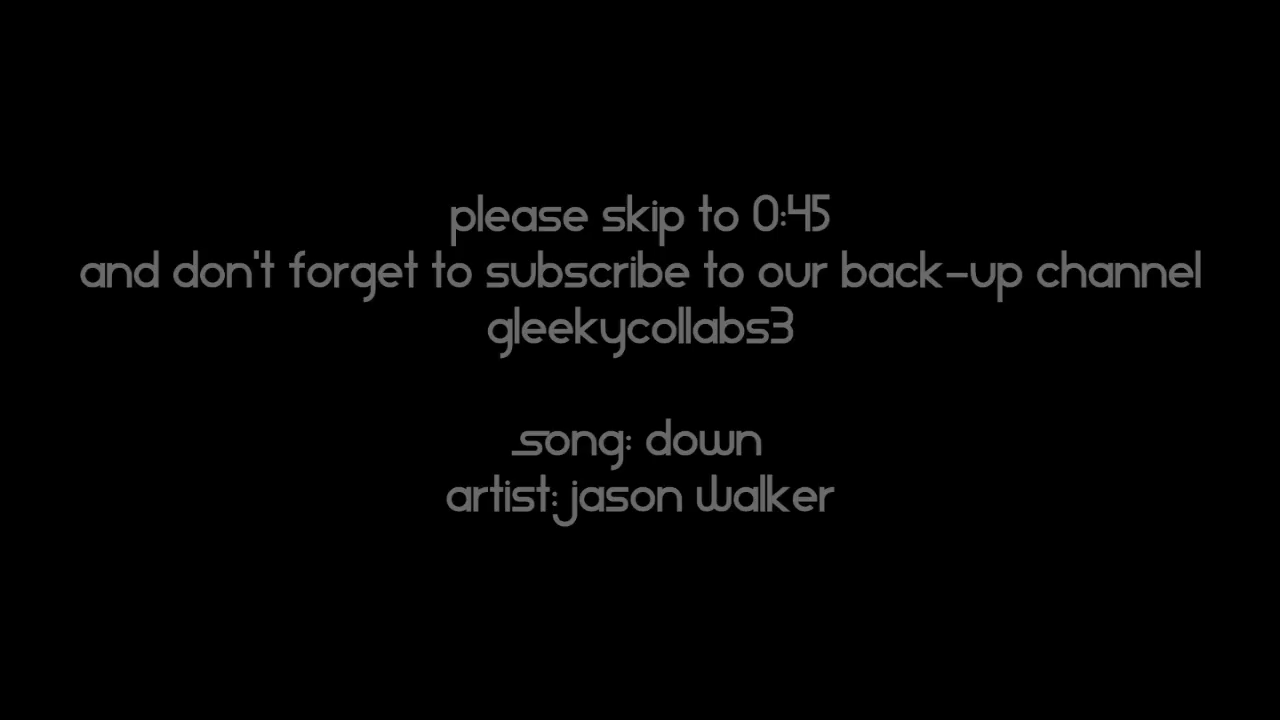 please skip to 0:45
and don't forget to subscribe to our back-up channel
gleekycollabs3
song: down
artist: jason walker